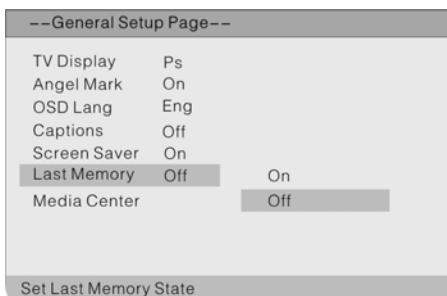 --General Setup Page--
TV Display Ps
Angel Mark On
OSD Lang Eng
Captions Off
Screen Saver On
Last Memory Off On
Media Center Off
Set Last Memory State